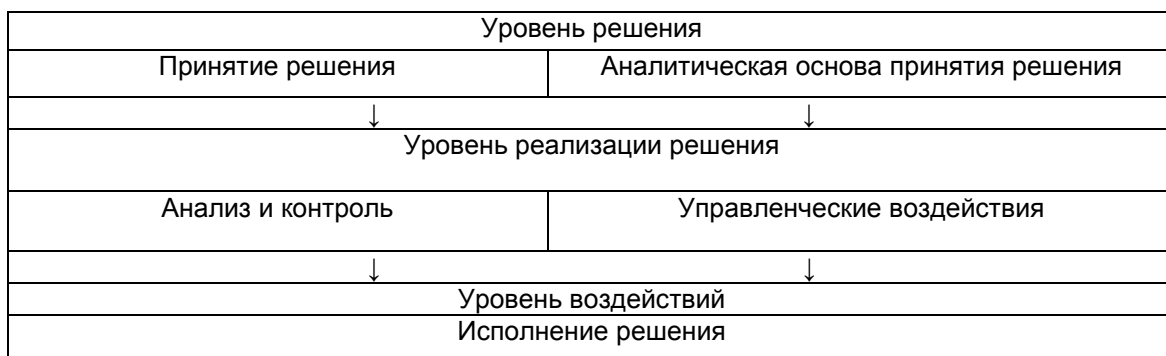 Уровень решения
Принятие решения Аналитическая основа принятия решения
↓ ↓
Уровень реализации решения
Анализ и контроль Управленческие воздействия
↓ ↓
Уровень воздействий
Исполнение решения